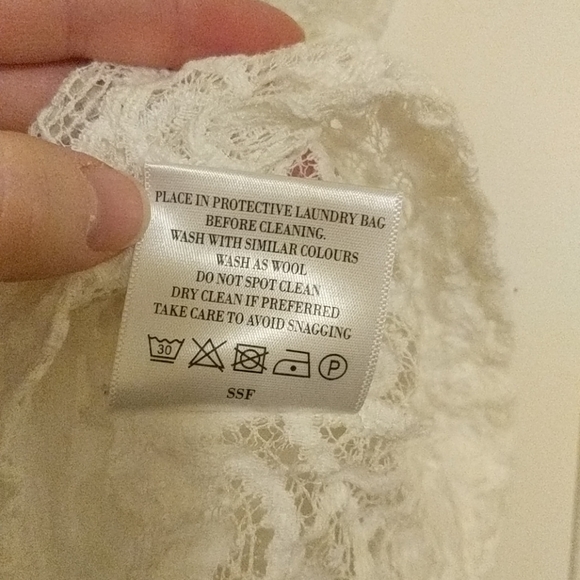 PLACE IN PROTECTIVE LAUNDRY BAG
BEFORE CLEANING.
WASH WITH SIMILAR COLOURS
WASH AS WOOL
DO NOT SPOT CLEAN
DRY CLEAN IF PREFERRED
TAKE CARE TO AVOID SNAGGING
30 P
SSF